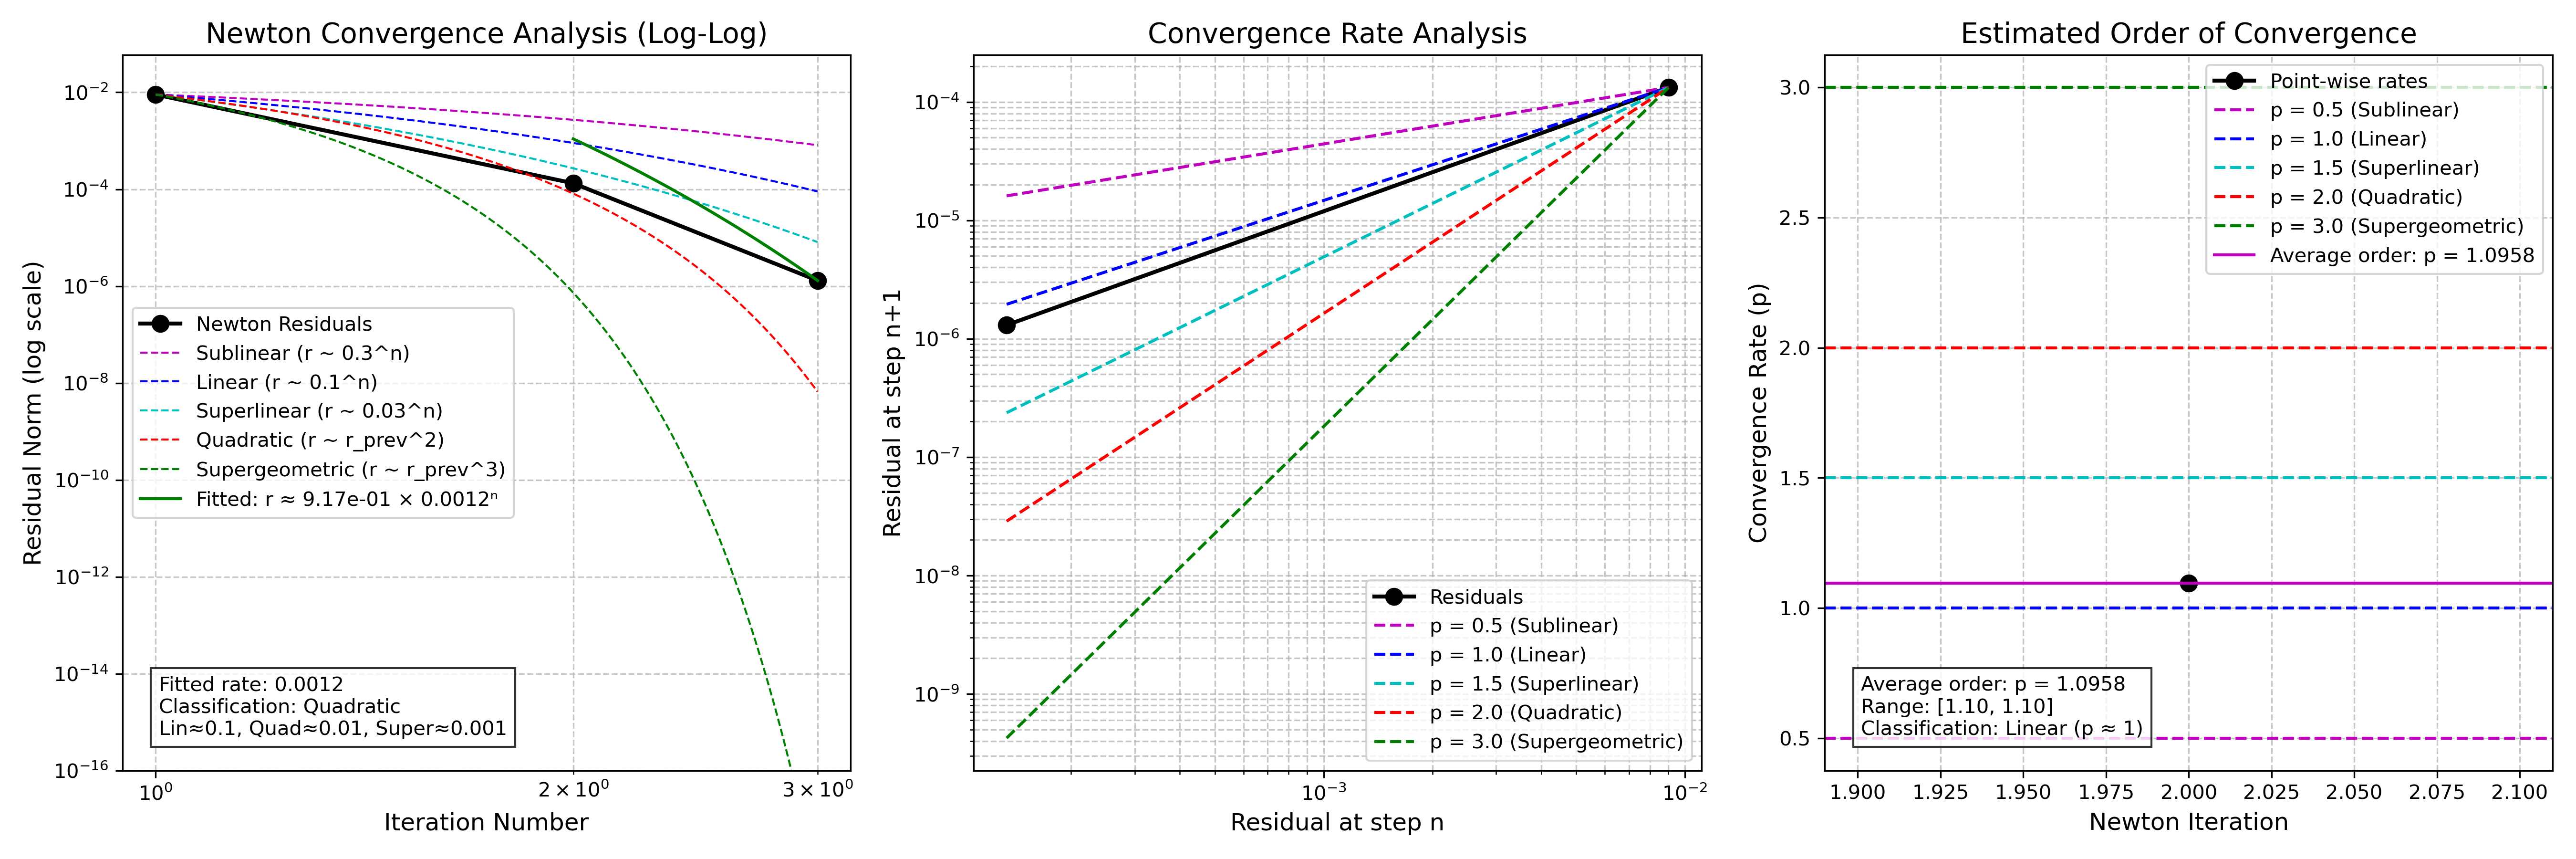 Newton Convergence Analysis (Log-Log)
Residual Norm (log scale)
10⁻²
10⁻⁴
10⁻⁶
10⁻⁸
10⁻¹⁰
10⁻¹²
10⁻¹⁴
10⁻¹⁶
Newton Residuals
Sublinear (r ~ 0.3^n)
Linear (r ~ 0.1^n)
Superlinear (r ~ 0.03^n)
Quadratic (r ~ r_prev^2)
Supergeometric (r ~ r_prev^3)
Fitted: r ≈ 9.17e-01 × 0.0012ⁿ
Fitted rate: 0.0012
Classification: Quadratic
Lin≈0.1, Quad≈0.01, Super≈0.001
10⁰ 2 × 10⁰ 3 × 10⁰
Iteration Number
Convergence Rate Analysis
Residual at step n+1
10⁻⁴
10⁻⁵
10⁻⁶
10⁻⁷
10⁻⁸
10⁻⁹
Residuals
p = 0.5 (Sublinear)
p = 1.0 (Linear)
p = 1.5 (Superlinear)
p = 2.0 (Quadratic)
p = 3.0 (Supergeometric)
10⁻³ 10⁻²
Residual at step n
Estimated Order of Convergence
Convergence Rate (p)
3.0
2.5
2.0
1.5
1.0
0.5
Point-wise rates
p = 0.5 (Sublinear)
p = 1.0 (Linear)
p = 1.5 (Superlinear)
p = 2.0 (Quadratic)
p = 3.0 (Supergeometric)
Average order: p = 1.0958
Average order: p = 1.0958
Range: [1.10, 1.10]
Classification: Linear (p ≈ 1)
1.900 1.925 1.950 1.975 2.000 2.025 2.050 2.075 2.100
Newton Iteration